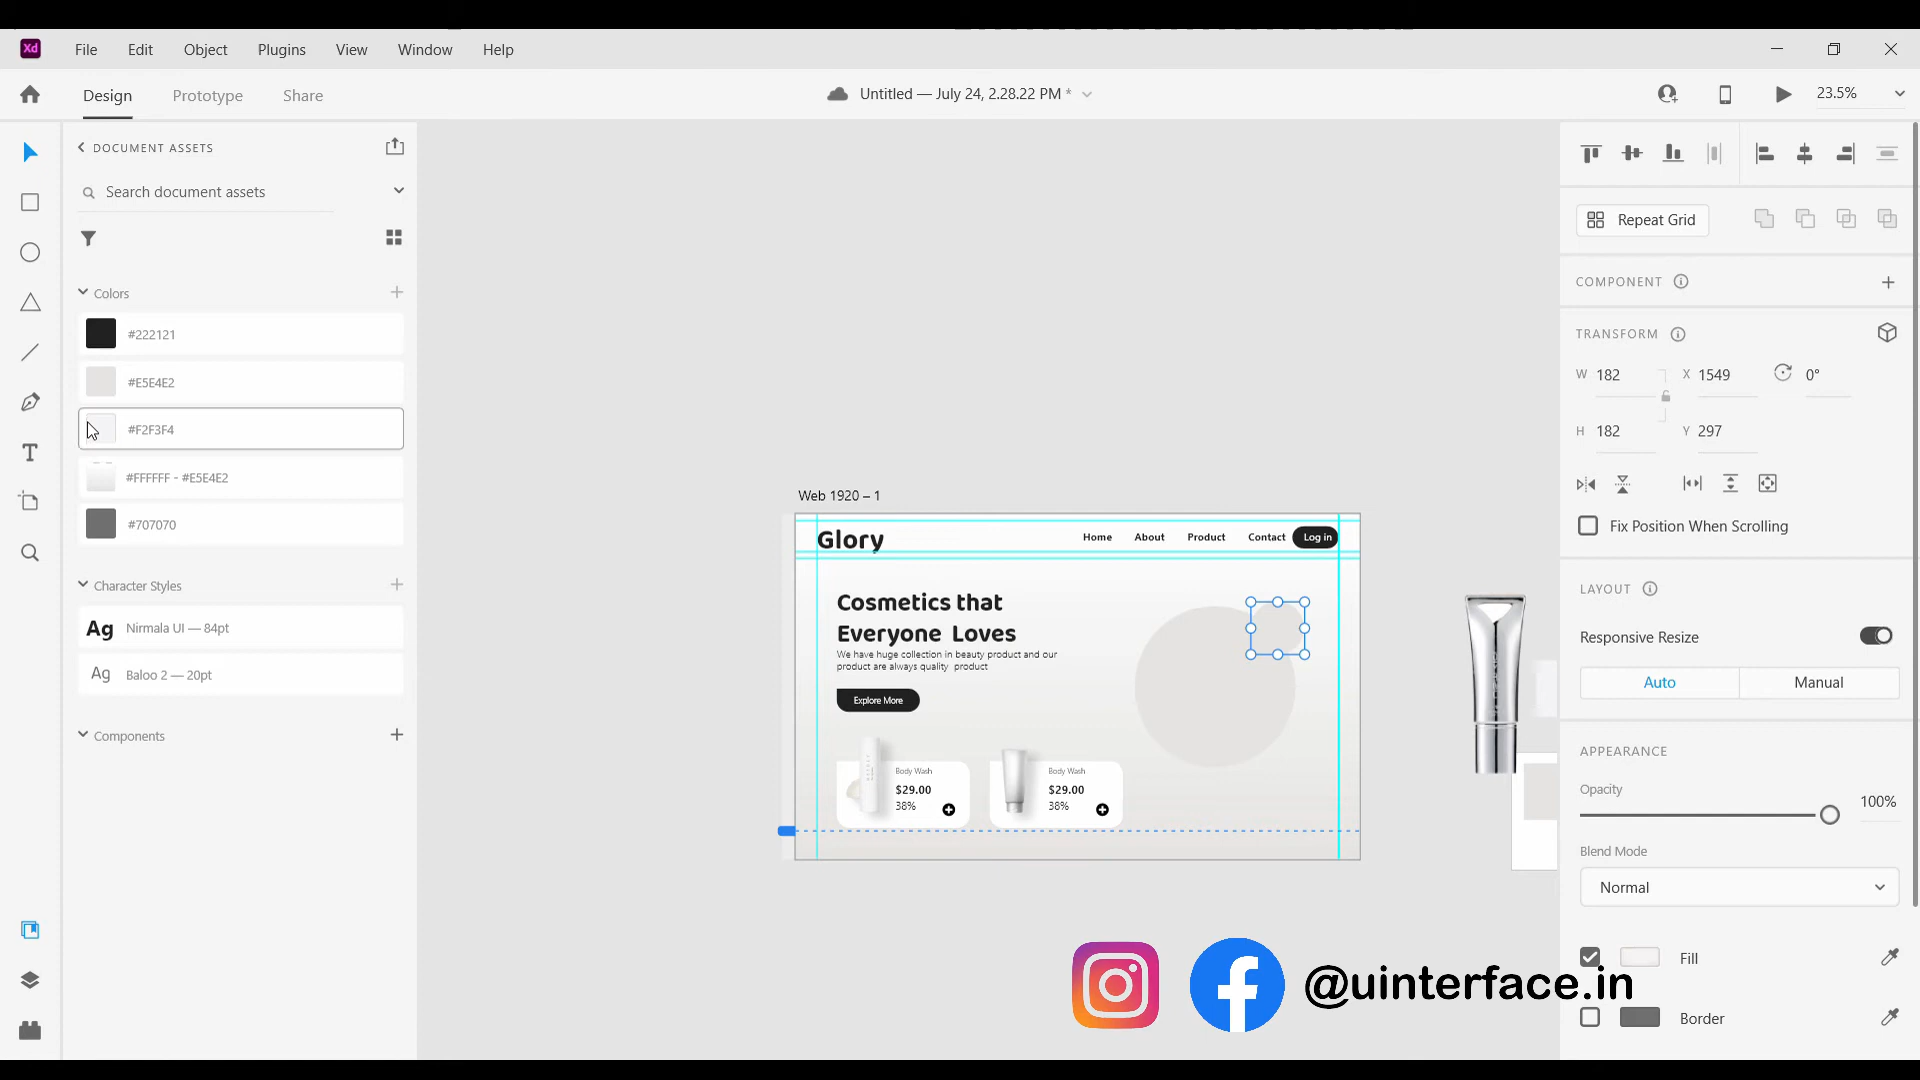 Xd File Edit Object Plugins View Window Help
Design Prototype Share Untitled — July 24, 2.28.22 PM * 23.5%
DOCUMENT ASSETS
Search document assets
Colors
#222121
#E5E4E2
#F2F3F4
#FFFFFF - #E5E4E2
#707070
Character Styles
Ag Nirmala UI — 84pt
Ag Baloo 2 — 20pt
Components
Web 1920 – 1
Glory Home About Product Contact Log in
Cosmetics that
Everyone Loves
We have huge collection in beauty product and our
product are always quality product
Explore More
Body Wash
$29.00
38%
Body Wash
$29.00
38%
Repeat Grid
COMPONENT
TRANSFORM
W 182 X 1549 0°
H 182 Y 297
Fix Position When Scrolling
LAYOUT
Responsive Resize
Auto Manual
APPEARANCE
Opacity
100%
Blend Mode
Normal
Fill
Border
@uinterface.in